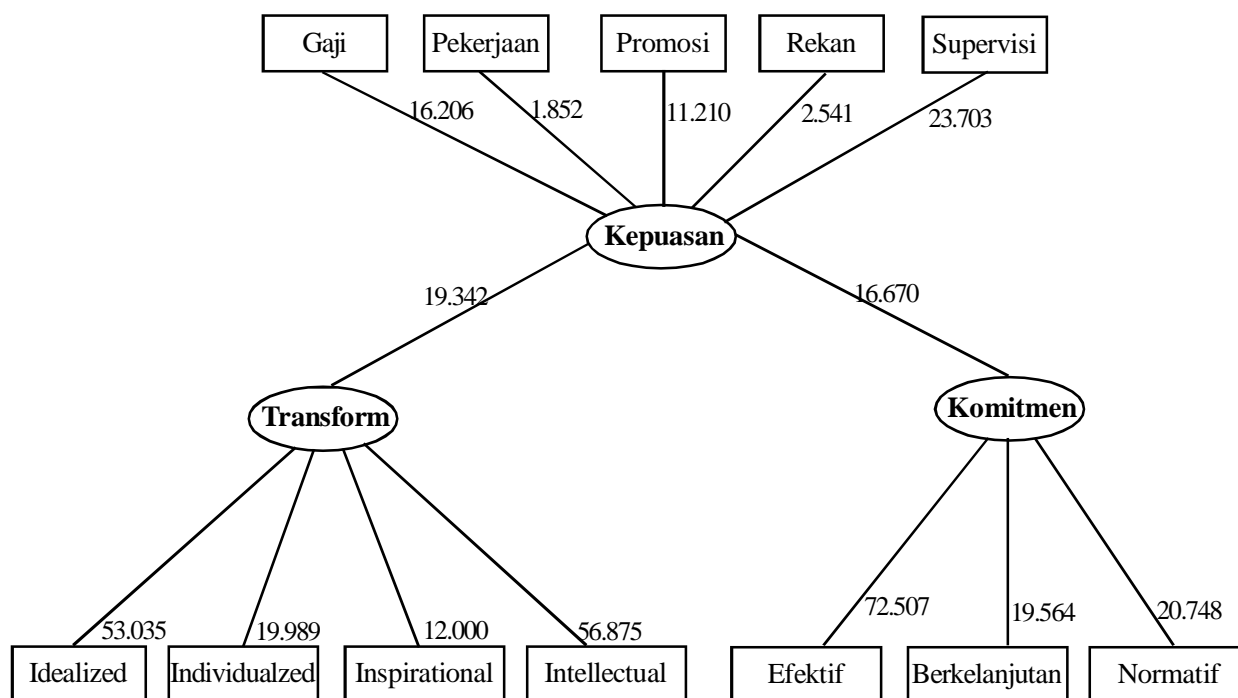 Gaji
Pekerjaan
Promosi
Rekan
Supervisi
16.206
1.852
11.210
2.541
23.703
Kepuasan
19.342
16.670
Transform
Komitmen
53.035
19.989
12.000
56.875
72.507
19.564
20.748
Idealized
Individualzed
Inspirational
Intellectual
Efektif
Berkelanjutan
Normatif